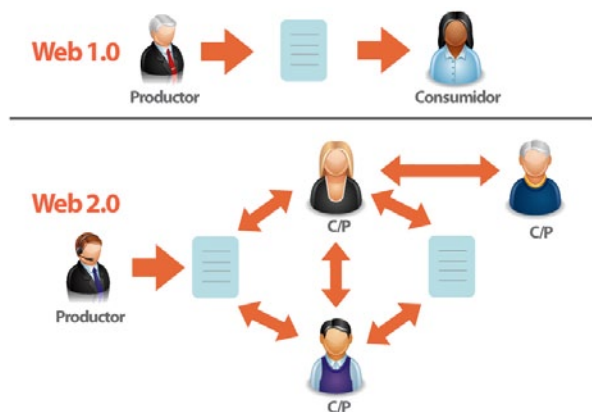 Web 1.0
Productor
Consumidor
Web 2.0
C/P
C/P
Productor
C/P